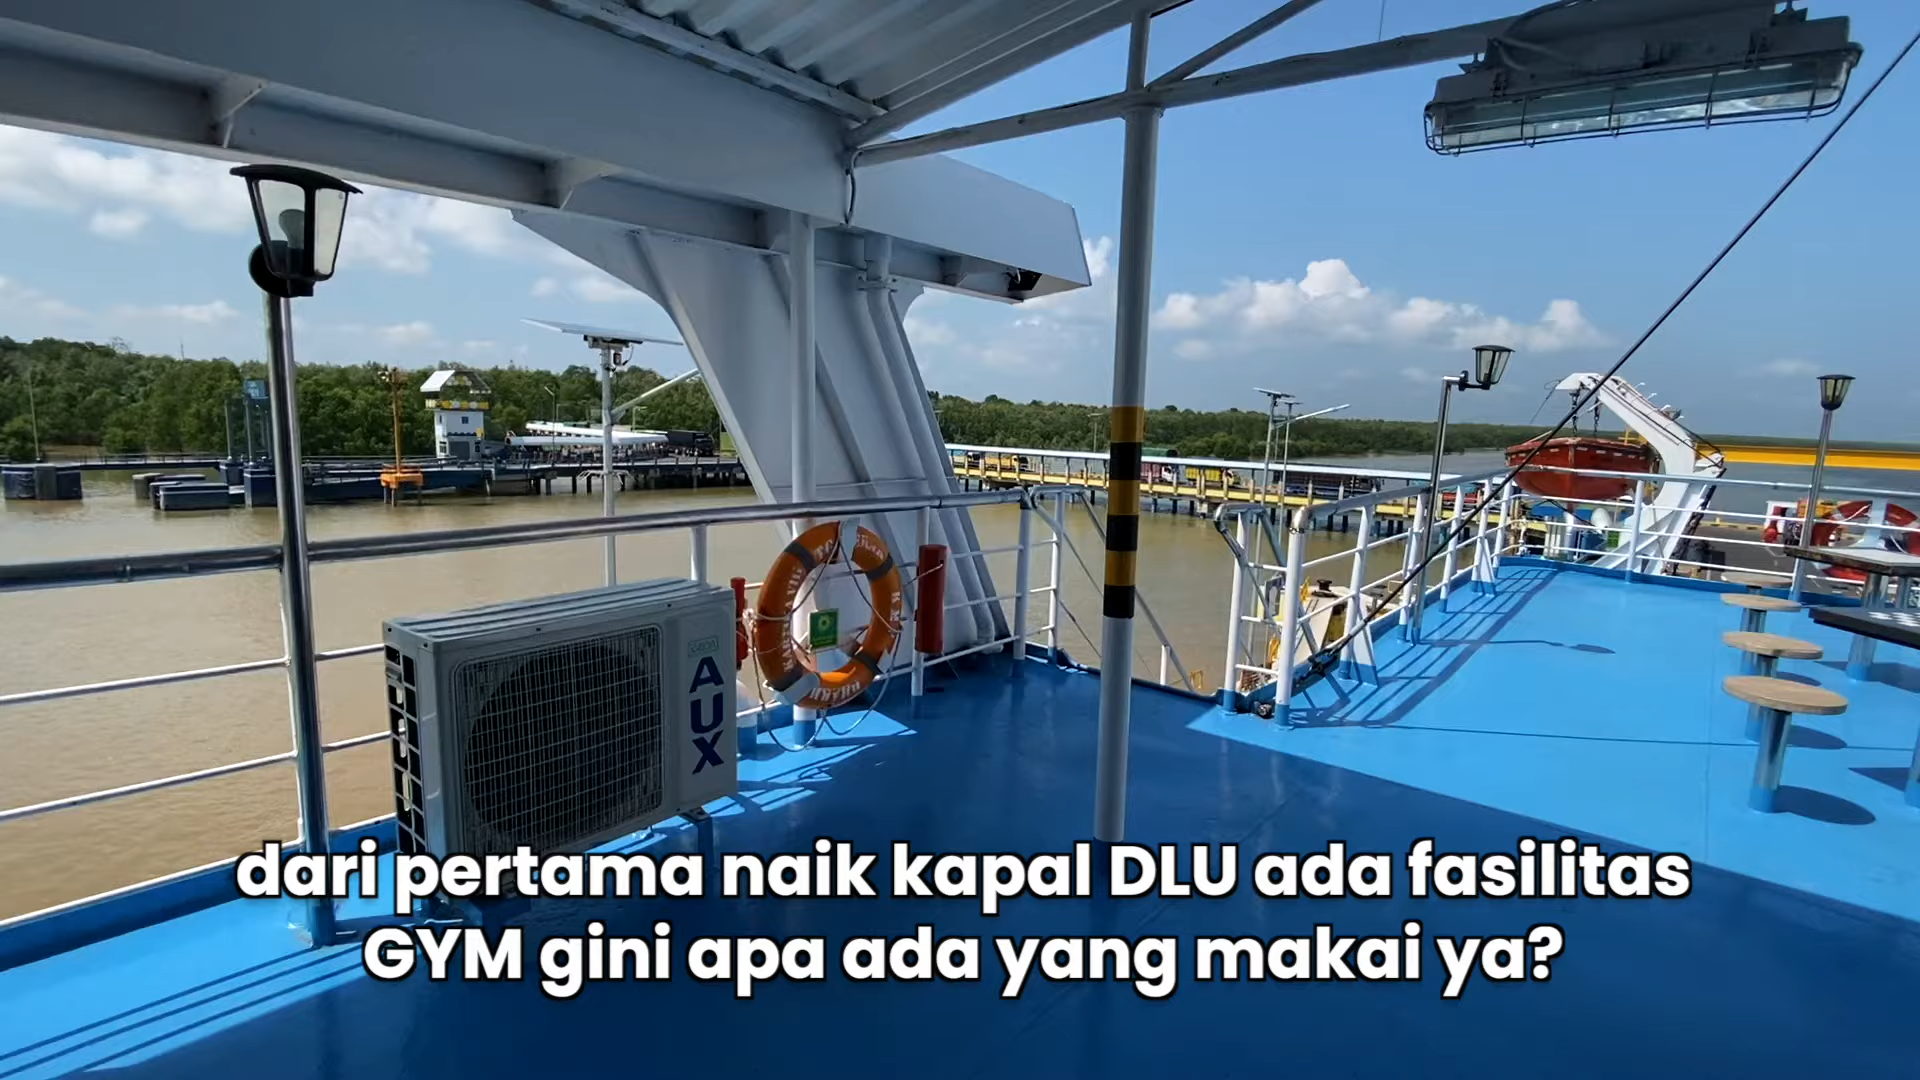 AUX
dari pertama naik kapal DLU ada fasilitas
GYM gini apa ada yang makai ya?